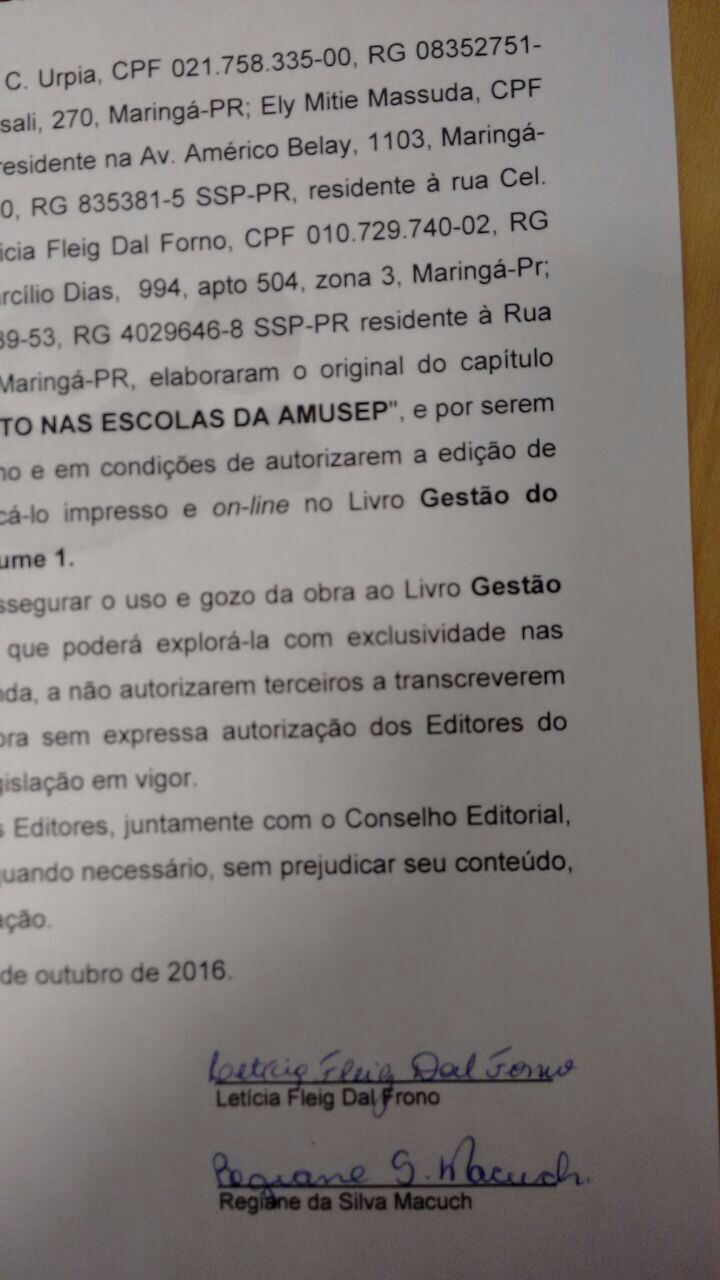 C. Urpia, CPF 021.758.335-00, RG 08352751-
sali, 270, Maringá-PR; Ely Mitie Massuda, CPF
residente na Av. Américo Belay, 1103, Maringá-
0, RG 835381-5 SSP-PR, residente à rua Cel.
icia Fleig Dal Forno, CPF 010.729.740-02, RG
arcílio Dias, 994, apto 504, zona 3, Maringá-Pr;
39-53, RG 4029646-8 SSP-PR residente à Rua
Maringá-PR, elaboraram o original do capítulo
TO NAS ESCOLAS DA AMUSEP", e por serem
no e em condições de autorizarem a edição de
cá-lo impresso e on-line no Livro Gestão do
ume 1.
ssegurar o uso e gozo da obra ao Livro Gestão
que poderá explorá-la com exclusividade nas
nda, a não autorizarem terceiros a transcreverem
bra sem expressa autorização dos Editores do
gislação em vigor.
s Editores, juntamente com o Conselho Editorial,
quando necessário, sem prejudicar seu conteúdo,
ação.
de outubro de 2016.
Letícia Fleig Dal Forno
Letícia Fleig Dal Frono
Regiane S. Macuch.
Regiane da Silva Macuch